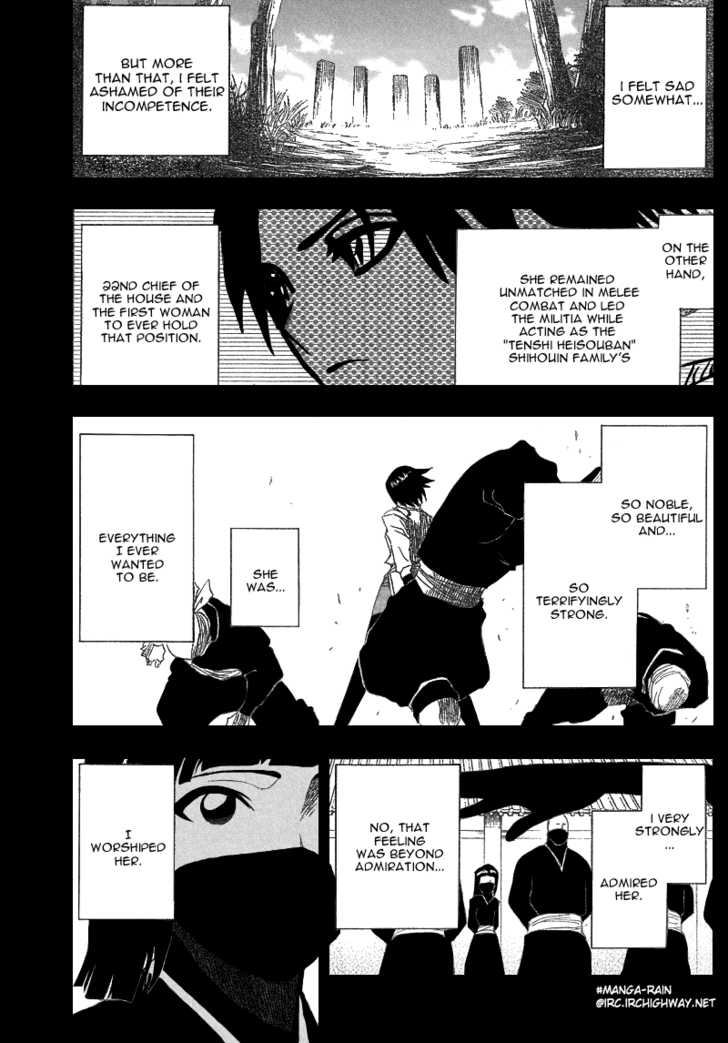 I FELT SAD
SOMEWHAT...
BUT MORE
THAN THAT, I FELT
ASHAMED OF THEIR
INCOMPETENCE.
ON THE
OTHER
HAND,
SHE REMAINED
UNMATCHED IN MELEE
COMBAT AND LED
THE MILITIA WHILE
ACTING AS THE
"TENSHI HEISOUBAN"
SHIHOUIN FAMILY'S
22ND CHIEF OF
THE HOUSE AND
THE FIRST WOMAN
TO EVER HOLD
THAT POSITION.
SO NOBLE,
SO BEAUTIFUL
AND...
SO
TERRIFYINGLY
STRONG.
SHE
WAS...
EVERYTHING
I EVER
WANTED
TO BE.
I VERY
STRONGLY
...
ADMIRED
HER.
NO, THAT
FEELING
WAS BEYOND
ADMIRATION...
I
WORSHIPED
HER.
#MANGA-RAIN
@IRC.IRCHIGHWAY.NET